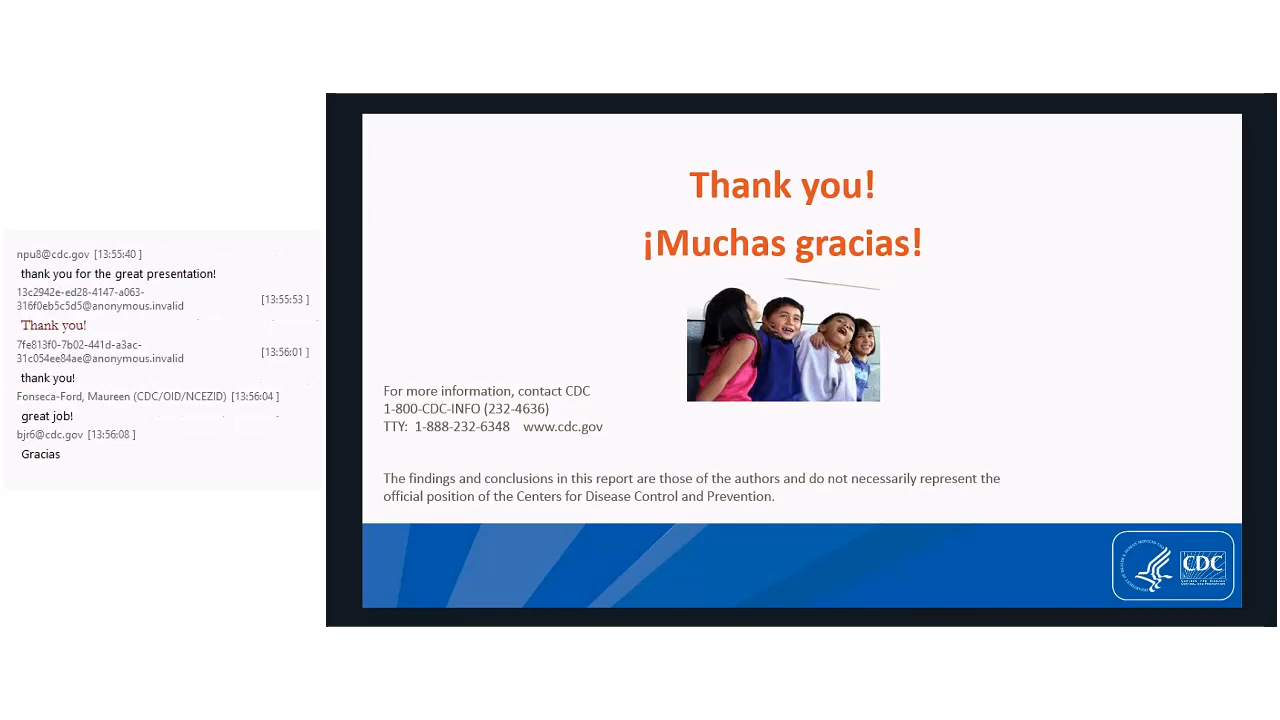 npu8@cdc.gov [13:55:40 ]
thank you for the great presentation!
13c2942e-ed28-4147-a063-
316f0eb5c5d5@anonymous.invalid [13:55:53 ]
Thank you!
7fe813f0-7b02-441d-a3ac-
31c054ee84ae@anonymous.invalid [13:56:01 ]
thank you!
Fonseca-Ford, Maureen (CDC/OID/NCEZID) [13:56:04 ]
great job!
bjr6@cdc.gov [13:56:08 ]
Gracias
Thank you!
¡Muchas gracias!
For more information, contact CDC
1-800-CDC-INFO (232-4636)
TTY: 1-888-232-6348 www.cdc.gov
The findings and conclusions in this report are those of the authors and do not necessarily represent the
official position of the Centers for Disease Control and Prevention.
CDC